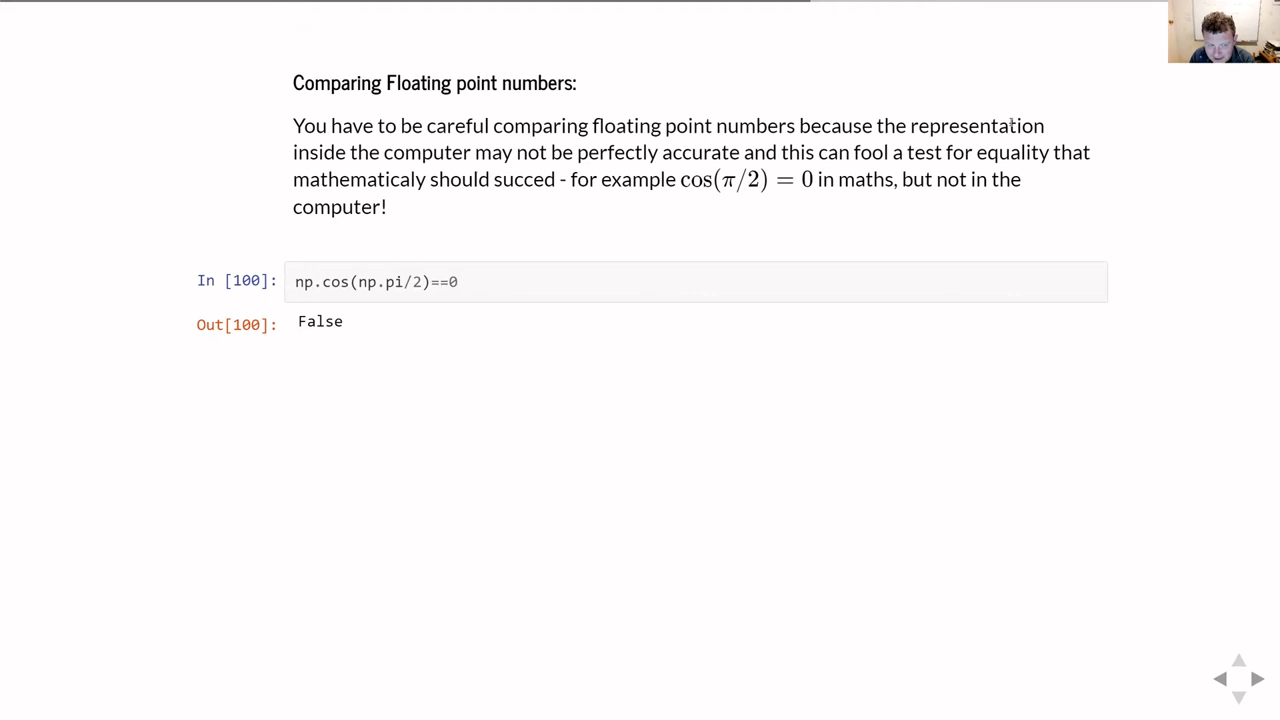 Comparing Floating point numbers:
You have to be careful comparing floating point numbers because the representation
inside the computer may not be perfectly accurate and this can fool a test for equality that
mathematicaly should succed - for example cos(π/2) = 0 in maths, but not in the
computer!
In [100]: np.cos(np.pi/2)==0
Out[100]: False